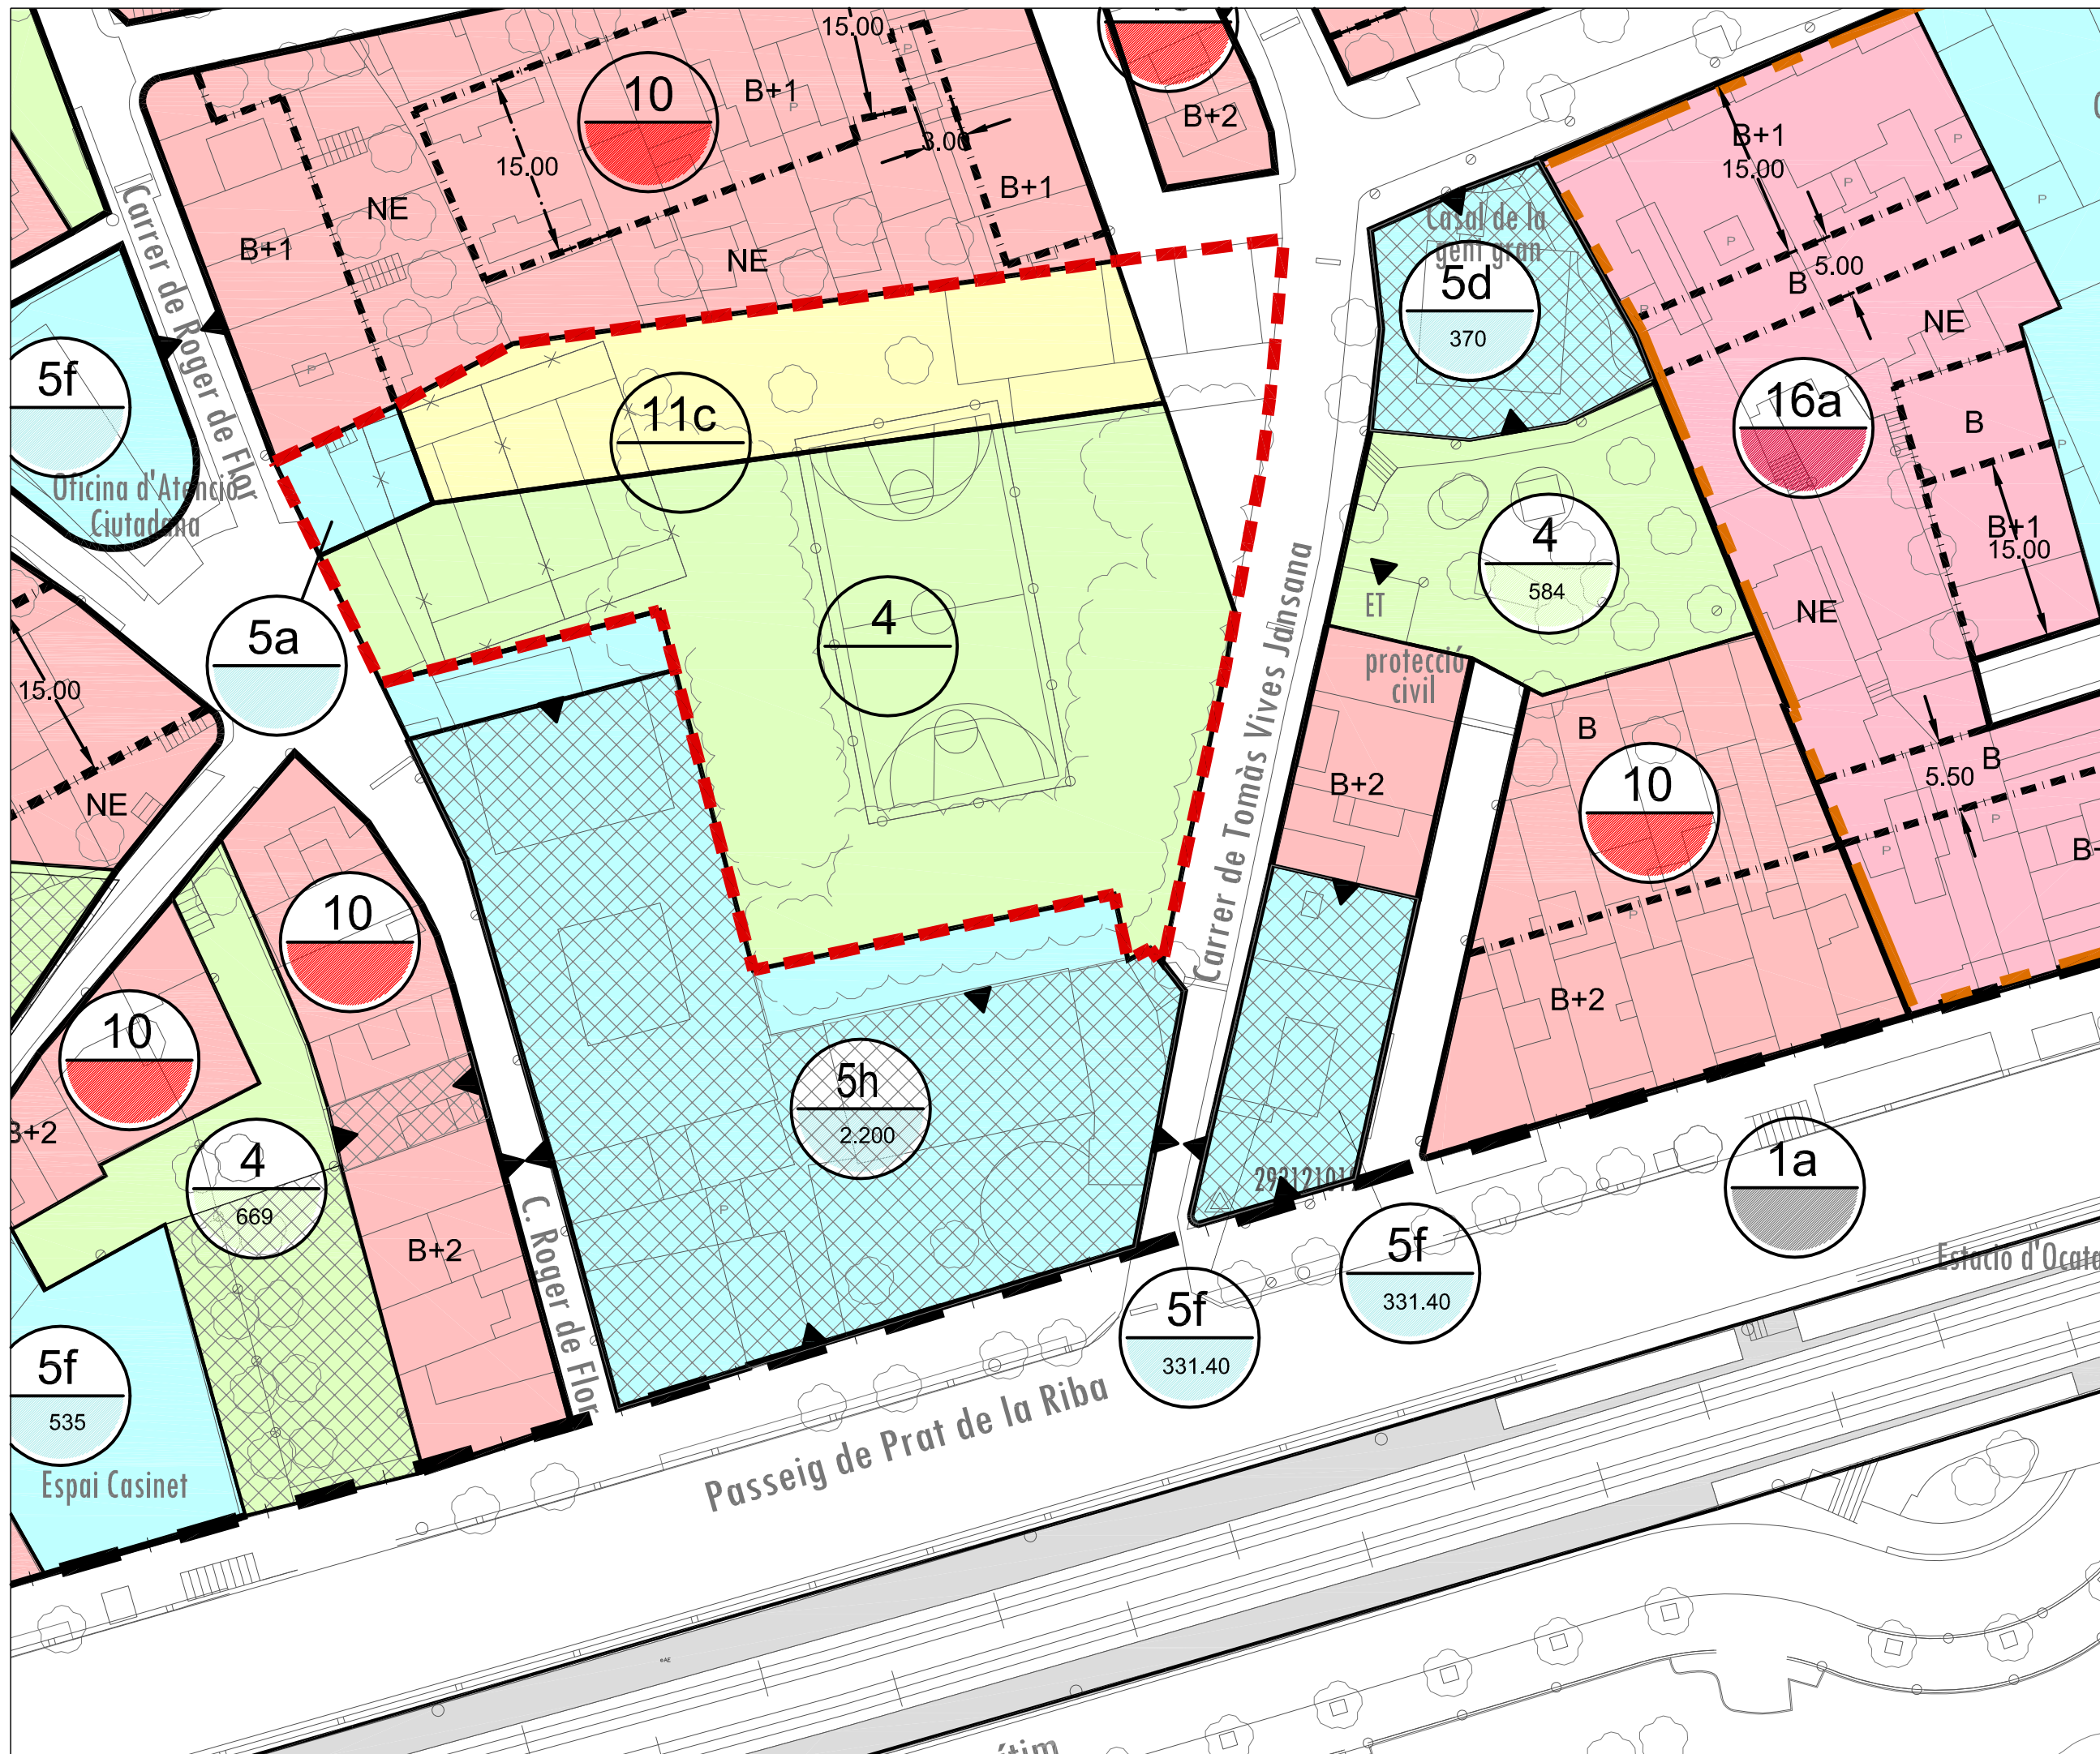 15.00
10
B+1
B+2
3.00
15.00
NE
B+1
B+1
NE
Carrer de Roger de Flor
Casal de la
gent gran
5d
370
B+1
15.00
B
5.00
NE
16a
B
B+1
15.00
NE
5f
Oficina d'Atenció
Ciutadana
11c
5a
4
4
584
ET
protecció
civil
Carrer de Tomàs Vives Jansana
15.00
NE
B+2
B
10
B
5.50
B+2
10
10
B+2
4
669
B+2
C. Roger de Flor
5h
2.200
5f
331.40
5f
331.40
1a
Estació d'Ocata
5f
535
Espai Casinet
Passeig de Prat de la Riba